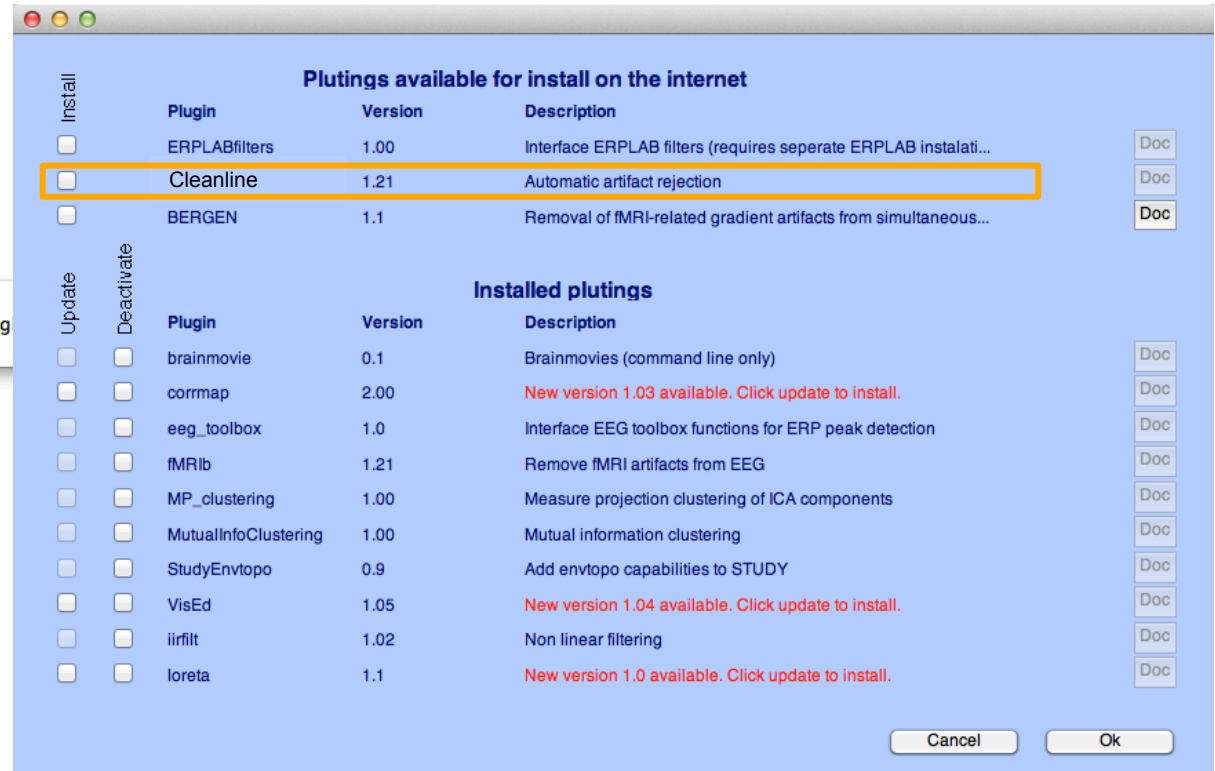 Install
Plutings available for install on the internet
Plugin Version Description
ERPLABfilters 1.00 Interface ERPLAB filters (requires seperate ERPLAB instalati... Doc
Cleanline 1.21 Automatic artifact rejection Doc
BERGEN 1.1 Removal of fMRI-related gradient artifacts from simultaneous... Doc
Update Deactivate
Installed plutings
gi
Plugin Version Description
brainmovie 0.1 Brainmovies (command line only) Doc
corrmap 2.00 New version 1.03 available. Click update to install. Doc
eeg_toolbox 1.0 Interface EEG toolbox functions for ERP peak detection Doc
fMRIb 1.21 Remove fMRI artifacts from EEG Doc
MP_clustering 1.00 Measure projection clustering of ICA components Doc
MutualInfoClustering 1.00 Mutual information clustering Doc
StudyEnvtopo 0.9 Add envtopo capabilities to STUDY Doc
VisEd 1.05 New version 1.04 available. Click update to install. Doc
iirfilt 1.02 Non linear filtering Doc
loreta 1.1 New version 1.0 available. Click update to install. Doc
Cancel Ok